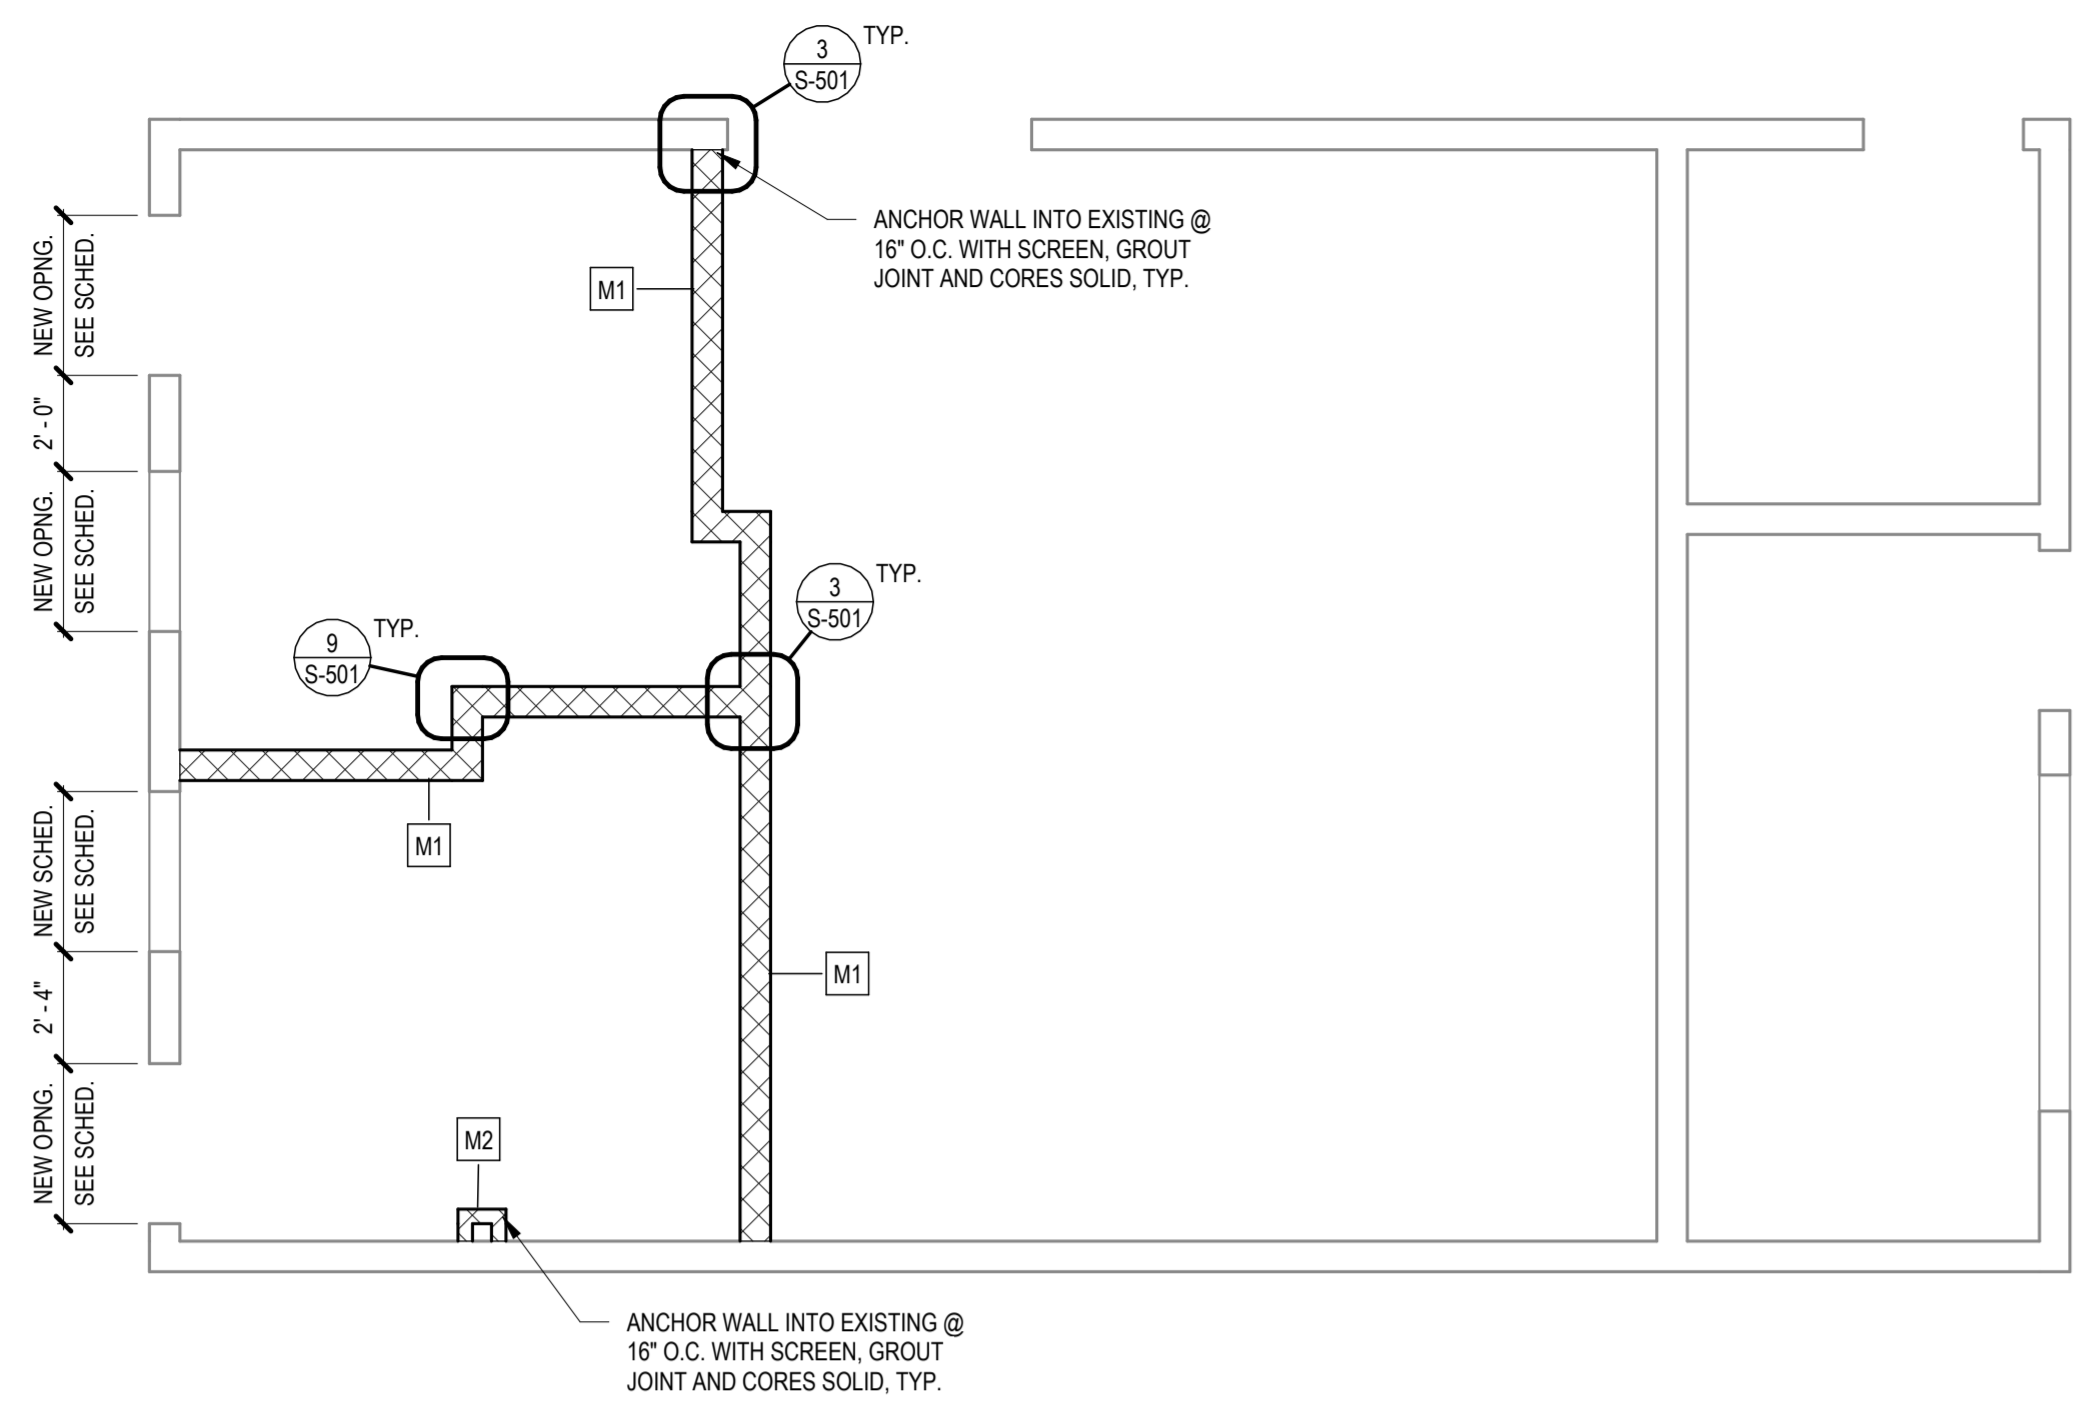 3
S-501
TYP.
ANCHOR WALL INTO EXISTING @
16" O.C. WITH SCREEN, GROUT
JOINT AND CORES SOLID, TYP.
M1
NEW OPNG.
SEE SCHED.
2' - 0"
NEW OPNG.
SEE SCHED.
3
S-501
TYP.
9
S-501
TYP.
M1
NEW SCHED.
SEE SCHED.
M1
2' - 4"
NEW OPNG.
SEE SCHED.
M2
ANCHOR WALL INTO EXISTING @
16" O.C. WITH SCREEN, GROUT
JOINT AND CORES SOLID, TYP.